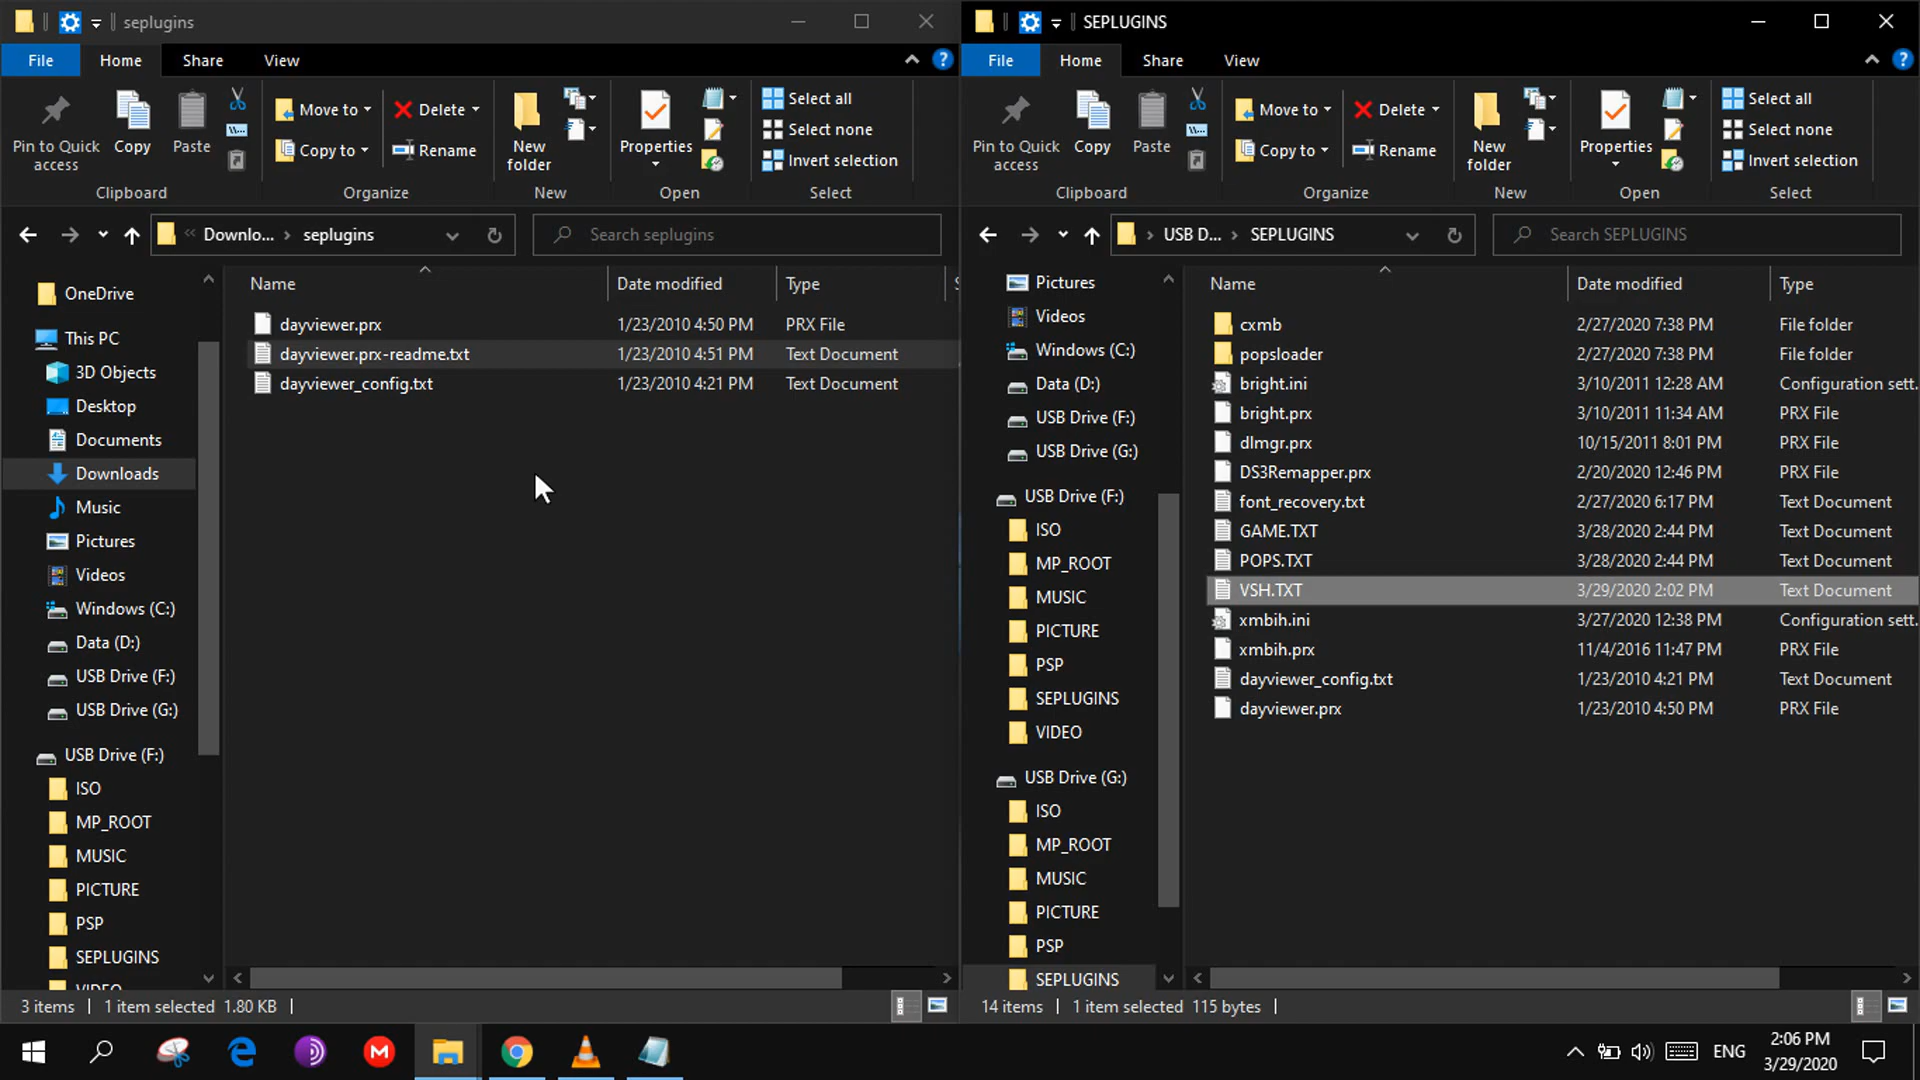 seplugins
File Home Share View
Pin to Quick access
Copy
Paste
Clipboard
Move to
Copy to
Delete
Rename
Organize
New folder
New
Properties
Open
Select all
Select none
Invert selection
Select
Downlo... › seplugins
Search seplugins
OneDrive
This PC
3D Objects
Desktop
Documents
Downloads
Music
Pictures
Videos
Windows (C:)
Data (D:)
USB Drive (F:)
USB Drive (G:)
USB Drive (F:)
ISO
MP_ROOT
MUSIC
PICTURE
PSP
SEPLUGINS
Name Date modified Type
dayviewer.prx 1/23/2010 4:50 PM PRX File
dayviewer.prx-readme.txt 1/23/2010 4:51 PM Text Document
dayviewer_config.txt 1/23/2010 4:21 PM Text Document
3 items 1 item selected 1.80 KB
SEPLUGINS
File Home Share View
Pin to Quick access
Copy
Paste
Clipboard
Move to
Copy to
Delete
Rename
Organize
New folder
New
Properties
Open
Select all
Select none
Invert selection
Select
USB D... › SEPLUGINS
Search SEPLUGINS
Pictures
Videos
Windows (C:)
Data (D:)
USB Drive (F:)
USB Drive (G:)
USB Drive (F:)
ISO
MP_ROOT
MUSIC
PICTURE
PSP
SEPLUGINS
VIDEO
USB Drive (G:)
ISO
MP_ROOT
MUSIC
PICTURE
PSP
SEPLUGINS
Name Date modified Type
cxmb 2/27/2020 7:38 PM File folder
popsloader 2/27/2020 7:38 PM File folder
bright.ini 3/10/2011 12:28 AM Configuration sett.
bright.prx 3/10/2011 11:34 AM PRX File
dlmgr.prx 10/15/2011 8:01 PM PRX File
DS3Remapper.prx 2/20/2020 12:46 PM PRX File
font_recovery.txt 2/27/2020 6:17 PM Text Document
GAME.TXT 3/28/2020 2:44 PM Text Document
POPS.TXT 3/28/2020 2:44 PM Text Document
VSH.TXT 3/29/2020 2:02 PM Text Document
xmbih.ini 3/27/2020 12:38 PM Configuration sett.
xmbih.prx 11/4/2016 11:47 PM PRX File
dayviewer_config.txt 1/23/2010 4:21 PM Text Document
dayviewer.prx 1/23/2010 4:50 PM PRX File
14 items 1 item selected 115 bytes
ENG
2:06 PM
3/29/2020